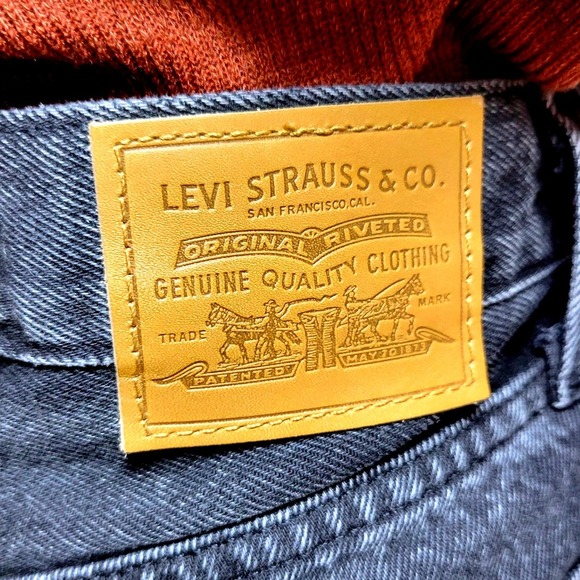 LEVI STRAUSS & CO.
SAN FRANCISCO, CAL.
ORIGINAL RIVETED
GENUINE QUALITY CLOTHING
TRADE MARK
PATENTED MAY 20 1873